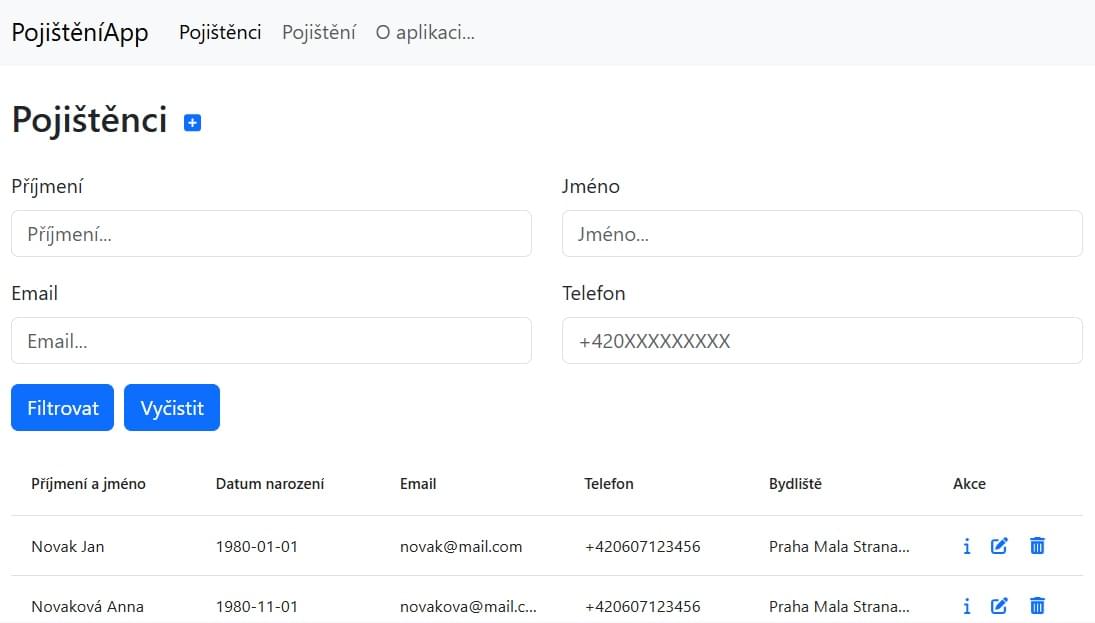 PojištěníApp Pojištěnci Pojištění O aplikaci...
Pojištěnci
Příjmení Jméno
Příjmení... Jméno...
Email Telefon
Email... +420XXXXXXXXX
Filtrovat Vyčistit
Příjmení a jméno Datum narození Email Telefon Bydliště Akce
Novak Jan 1980-01-01 novak@mail.com +420607123456 Praha Mala Strana...
Novaková Anna 1980-11-01 novakova@mail.c... +420607123456 Praha Mala Strana...